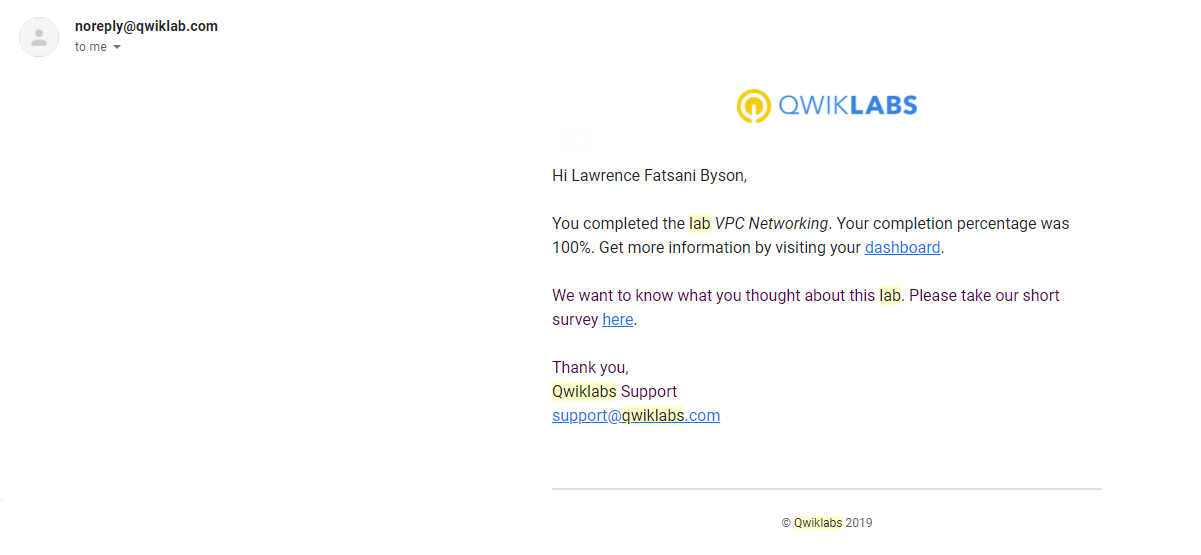 noreply@qwiklab.com
to me
QWIKLABS
Hi Lawrence Fatsani Byson,
You completed the lab VPC Networking. Your completion percentage was
100%. Get more information by visiting your dashboard.
We want to know what you thought about this lab. Please take our short
survey here.
Thank you,
Qwiklabs Support
support@qwiklabs.com
© Qwiklabs 2019